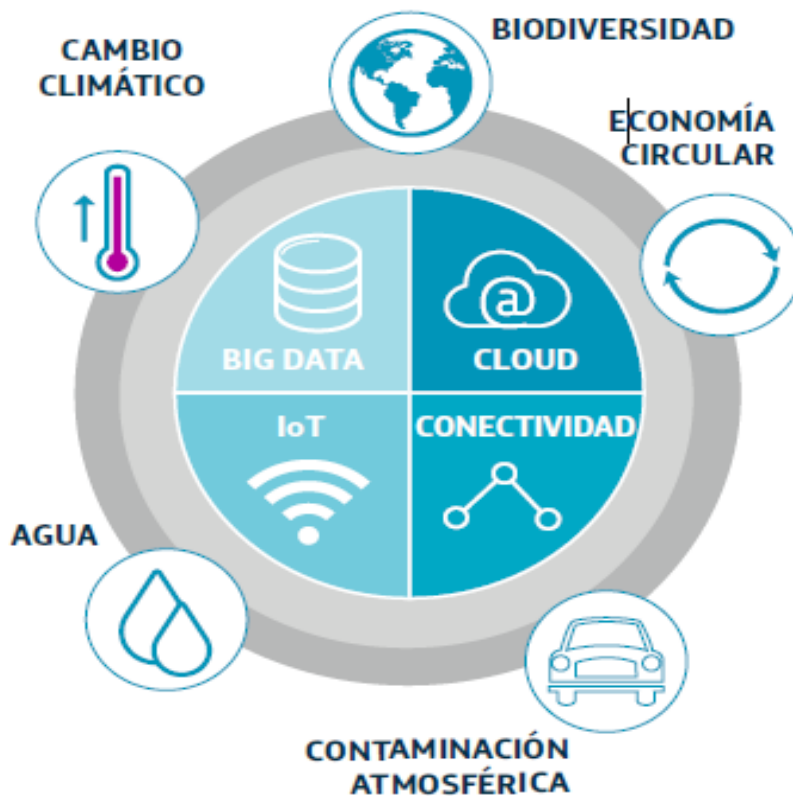 BIODIVERSIDAD
CAMBIO
CLIMÁTICO
ECONOMÍA
CIRCULAR
@
BIG DATA
CLOUD
IoT
CONECTIVIDAD
AGUA
CONTAMINACIÓN
ATMOSFÉRICA